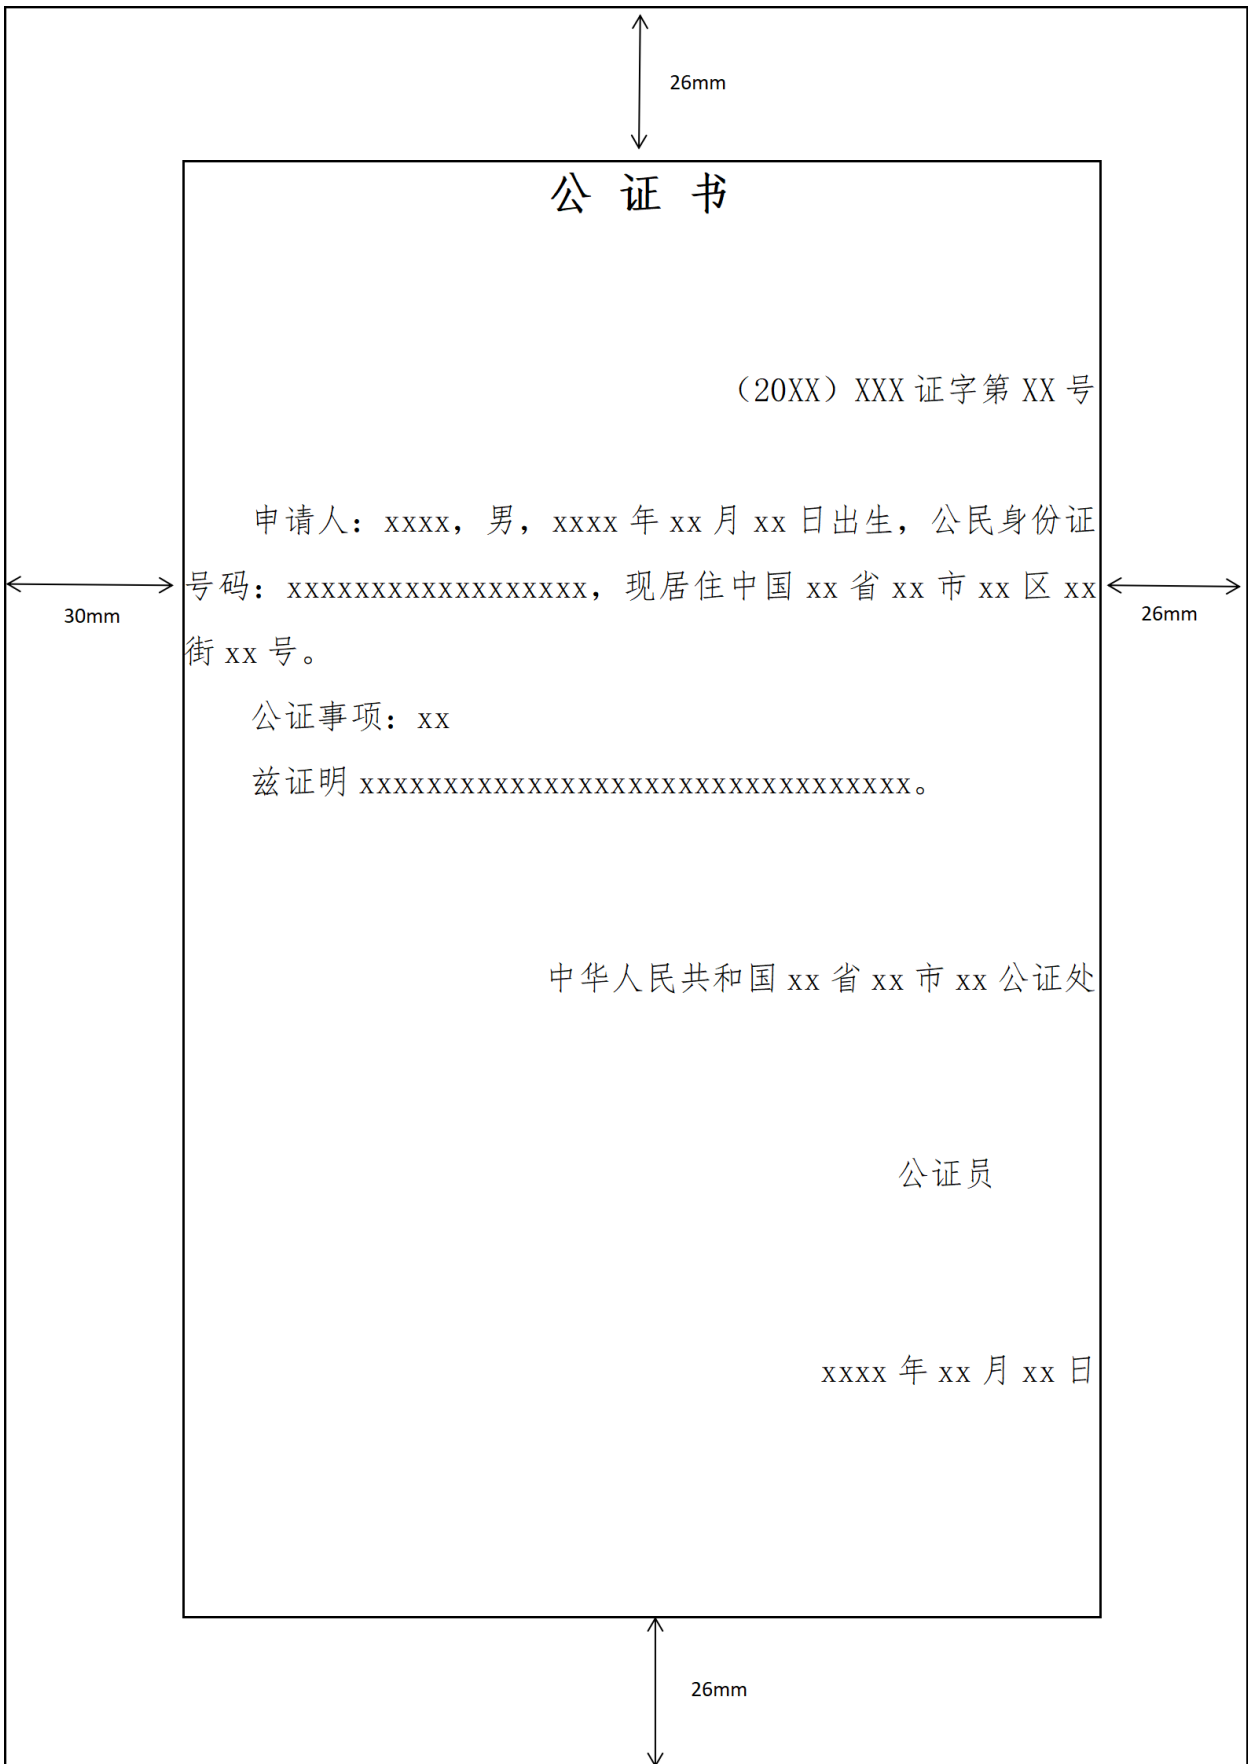 26mm
公 证 书
（20XX）XXX 证字第 XX 号
申请人：xxxx，男，xxxx 年 xx 月 xx 日出生，公民身份证
号码：xxxxxxxxxxxxxxxxxx，现居住中国 xx 省 xx 市 xx 区 xx
30mm
26mm
街 xx 号。
公证事项：xx
兹证明 xxxxxxxxxxxxxxxxxxxxxxxxxxxxxxxxx。
中华人民共和国 xx 省 xx 市 xx 公证处
公证员
xxxx 年 xx 月 xx 日
26mm